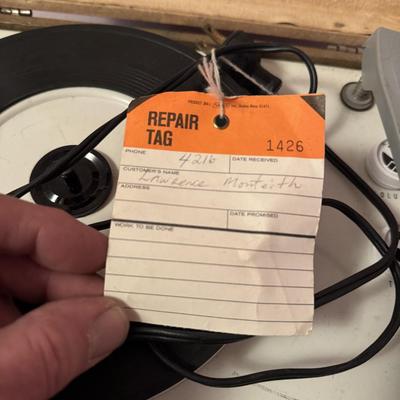 REPAIR
TAG
1426
PHONE 4216 DATE RECEIVED
CUSTOMER'S NAME
Lawrence Monteith
ADDRESS
DATE PROMISED
WORK TO BE DONE